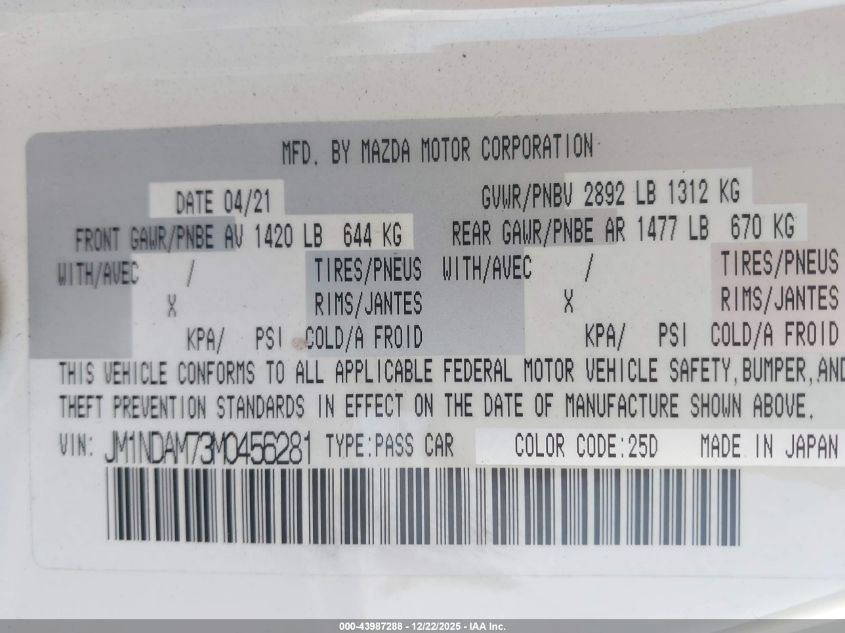 MFD. BY MAZDA MOTOR CORPORATION
DATE 04/21 GVWR/PNBV 2892 LB 1312 KG
FRONT GAWR/PNBE AV 1420 LB 644 KG REAR GAWR/PNBE AR 1477 LB 670 KG
WITH/AVEC / TIRES/PNEUS WITH/AVEC / TIRES/PNEUS
X RIMS/JANTES X RIMS/JANTES
KPA/ PSI COLD/A FROID KPA/ PSI COLD/A FROID
THIS VEHICLE CONFORMS TO ALL APPLICABLE FEDERAL MOTOR VEHICLE SAFETY, BUMPER, AND
THEFT PREVENTION STANDARDS IN EFFECT ON THE DATE OF MANUFACTURE SHOWN ABOVE.
VIN: JM1NDAM73M0456281 TYPE:PASS CAR COLOR CODE:25D MADE IN JAPAN
000-43987288 - 12/22/2025 - IAA Inc.